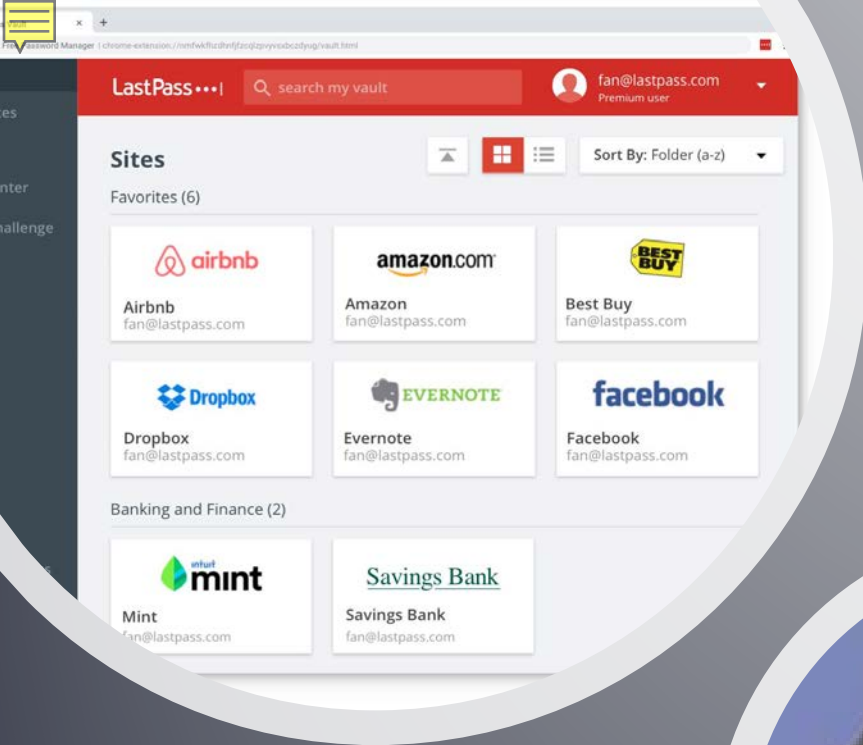 Vault × +
Free Password Manager | chrome-extension://
LastPass •••|
search my vault
fan@lastpass.com
Premium user
Sites
Sort By: Folder (a-z)
Favorites (6)
airbnb
amazon.com
BEST BUY
Airbnb
Amazon
Best Buy
fan@lastpass.com
fan@lastpass.com
fan@lastpass.com
Dropbox
EVERNOTE
facebook
Dropbox
Evernote
Facebook
fan@lastpass.com
fan@lastpass.com
fan@lastpass.com
Banking and Finance (2)
intuit
mint
Savings Bank
Mint
Savings Bank
fan@lastpass.com
fan@lastpass.com